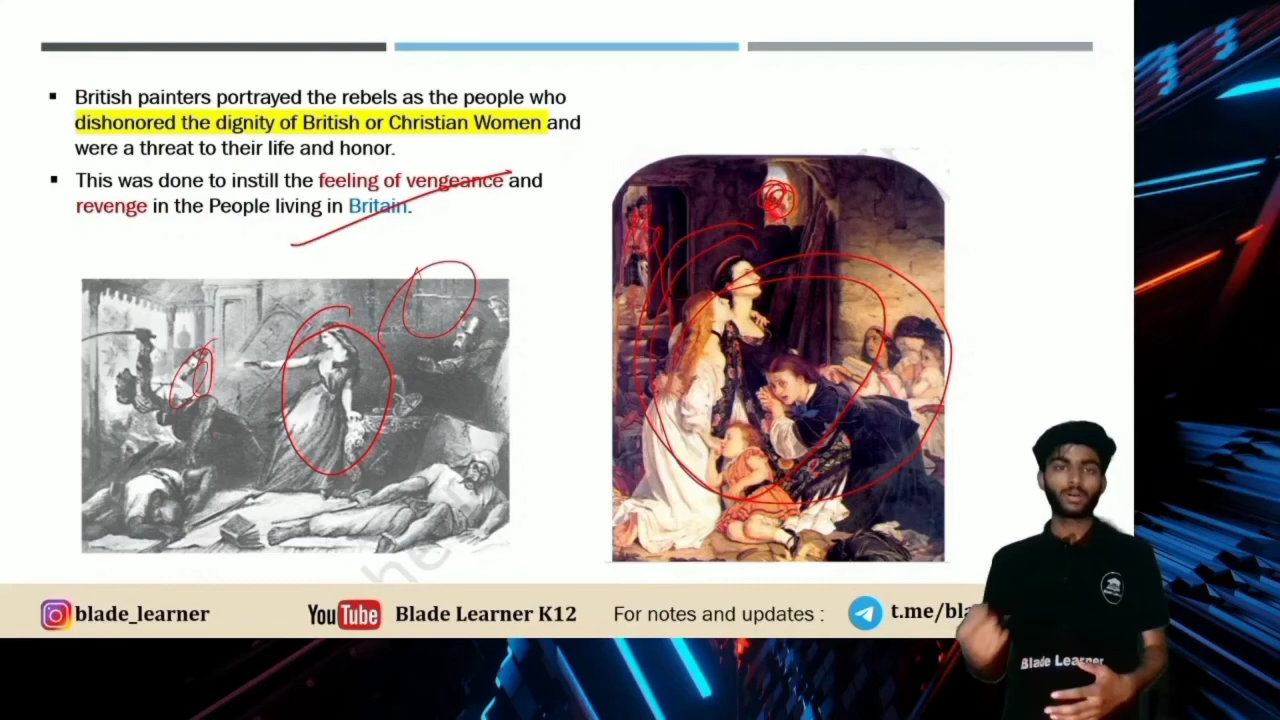 British painters portrayed the rebels as the people who
dishonored the dignity of British or Christian Women and
were a threat to their life and honor.
This was done to instill the feeling of vengeance and
revenge in the People living in Britain.
blade_learner
YouTube
Blade Learner K12
For notes and updates :
t.me/bla
Blade Learner